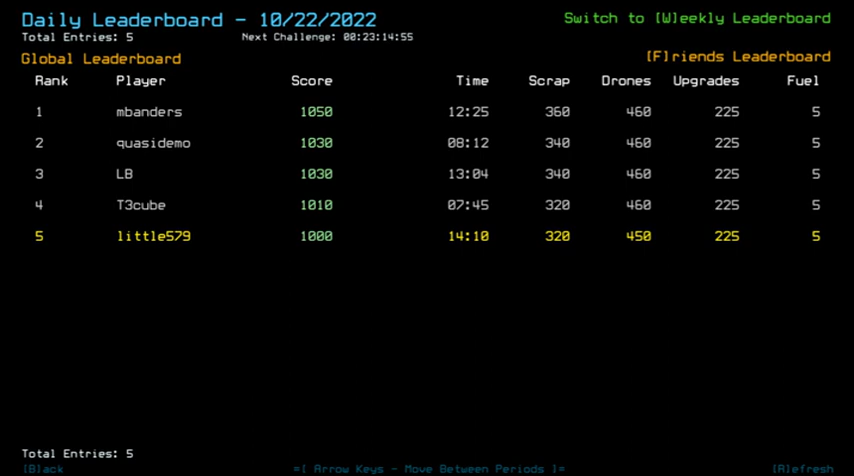 Daily Leaderboard - 10/22/2022 Switch to [W]eekly Leaderboard
Total Entries: 5 Next Challenge: 00:23:14:55
Global Leaderboard [F]riends Leaderboard
Rank Player Score Time Scrap Drones Upgrades Fuel
1 mbanders 1050 12:25 360 460 225 5
2 quasidemo 1030 08:12 340 460 225 5
3 LB 1030 13:04 340 460 225 5
4 T3cube 1010 07:45 320 460 225 5
5 little579 1000 14:10 320 450 225 5
Total Entries: 5
[B]ack =[ Arrow Keys - Move Between Periods ]= [R]efresh